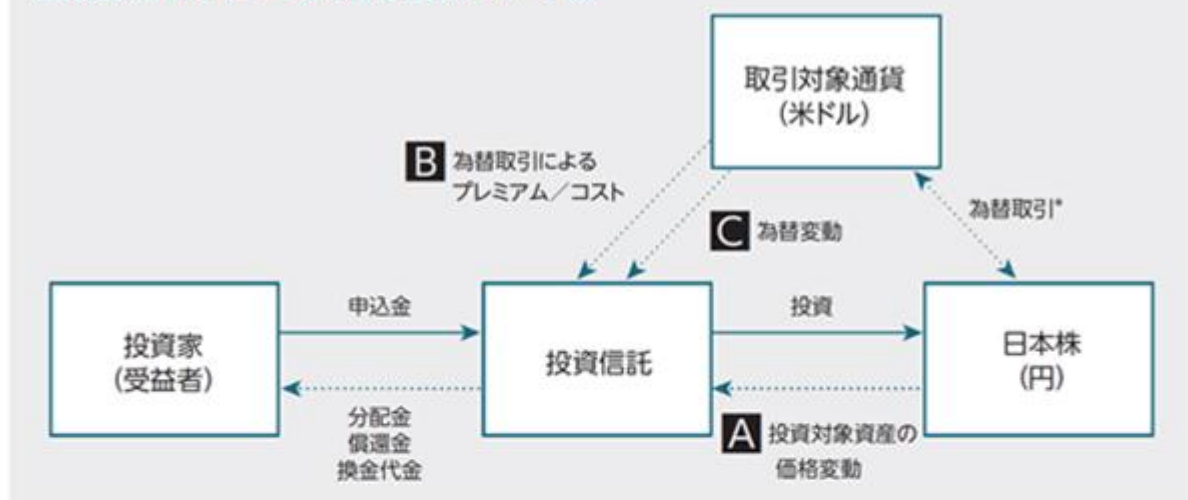 取引対象通貨
(米ドル)
B 為替取引による
プレミアム／コスト
C 為替変動
為替取引*
投資家
(受益者)
申込金
分配金
償還金
換金代金
投資信託
投資
A 投資対象資産の
価格変動
日本株
(円)